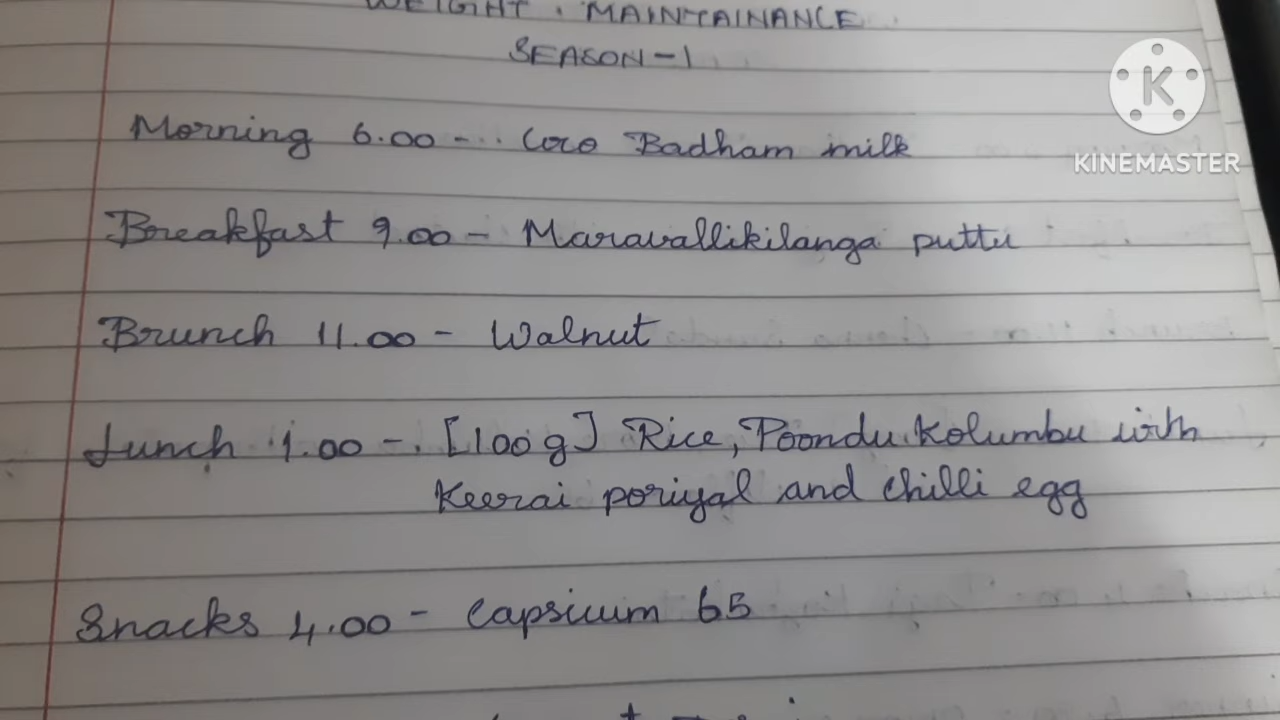 WEIGHT . MAINTAINANCE
SEASON-1
Morning 6.00 - Coco Badham milk
Breakfast 9.00 - Maravallikilanga puttu
Brunch 11.00 - Walnut
Lunch 1.00 - [100g] Rice, Poondu Kolumbu with
Keerai poriyal and chilli egg
Snacks 4.00 - Capsicum 65
K
KINEMASTER